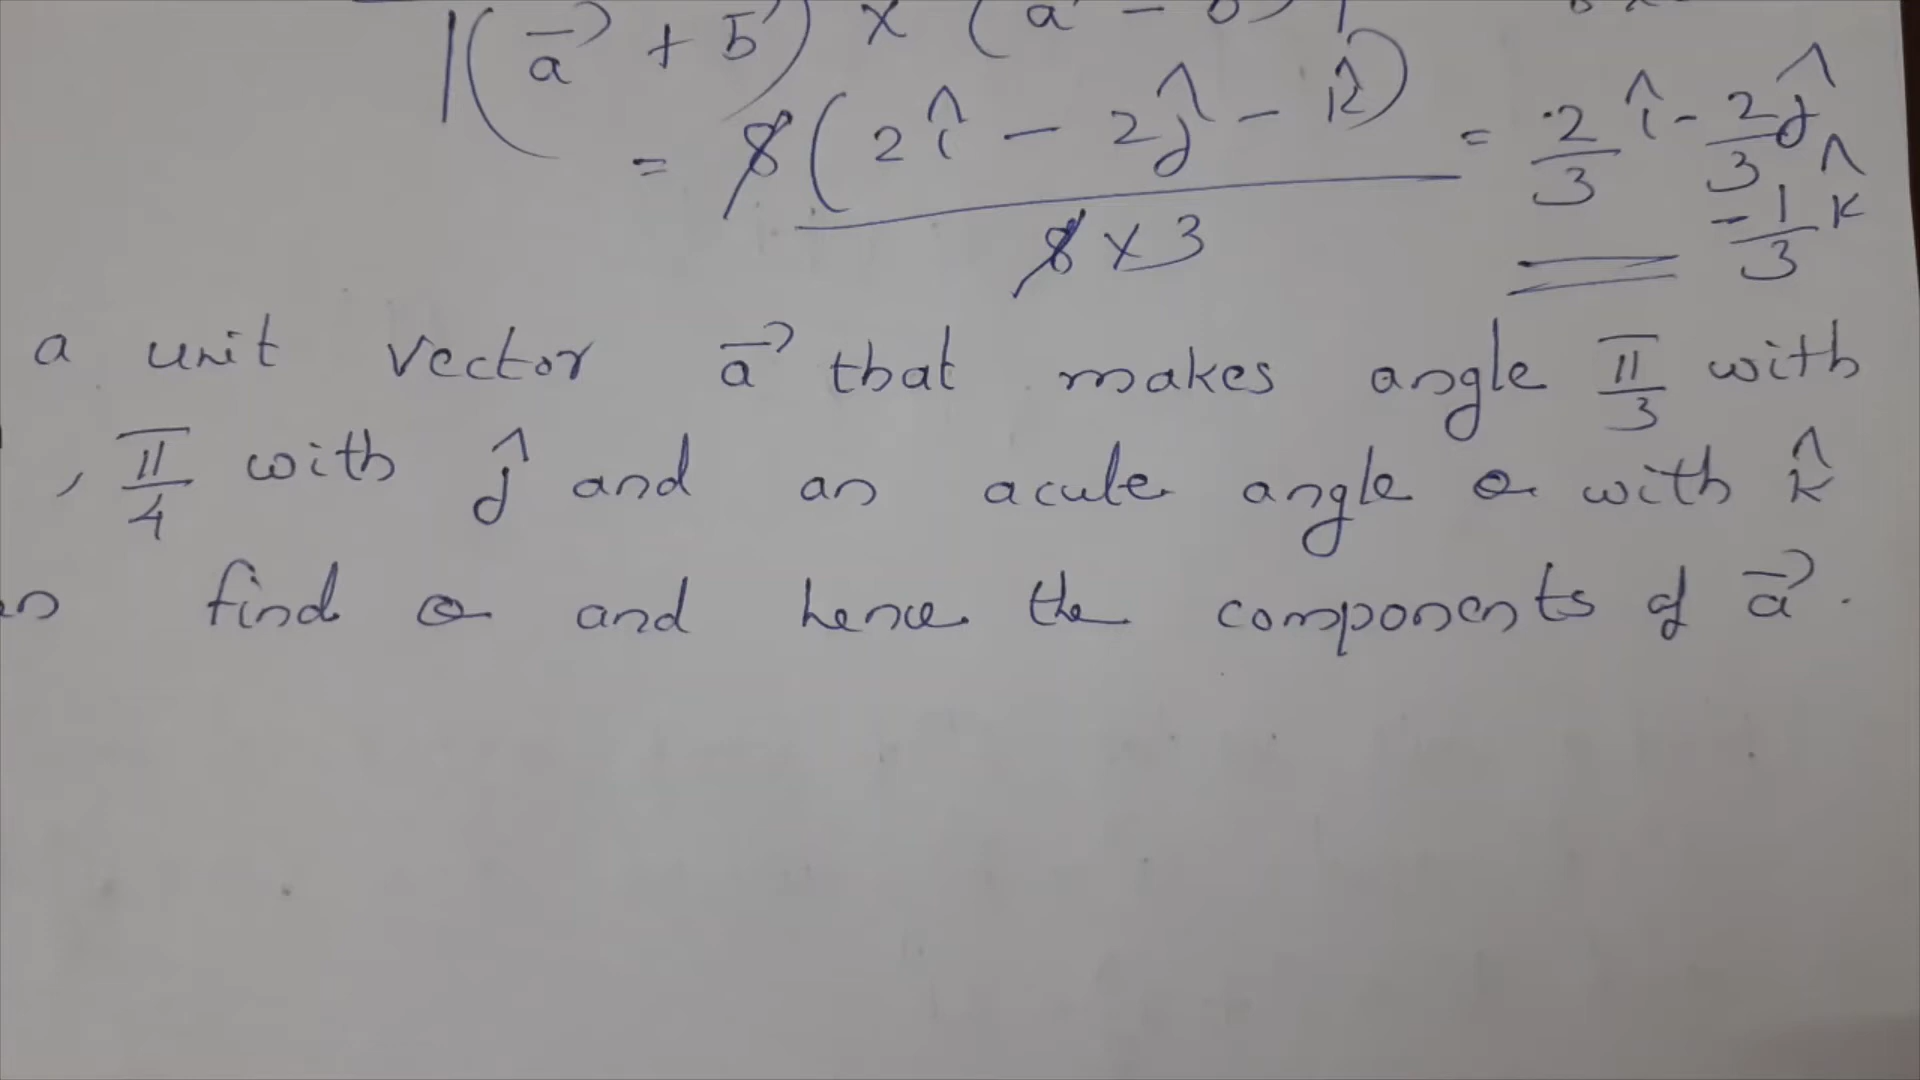 |(a⃗ + b⃗) × (a⃗ - b⃗)|
= 8(2î - 2ĵ - k̂) / 8 × 3 = 2/3 î - 2/3 ĵ - 1/3 k̂
a unit vector a⃗ that makes angle π/3 with
, π/4 with ĵ and an acute angle θ with k̂
find θ and hence the components of a⃗.